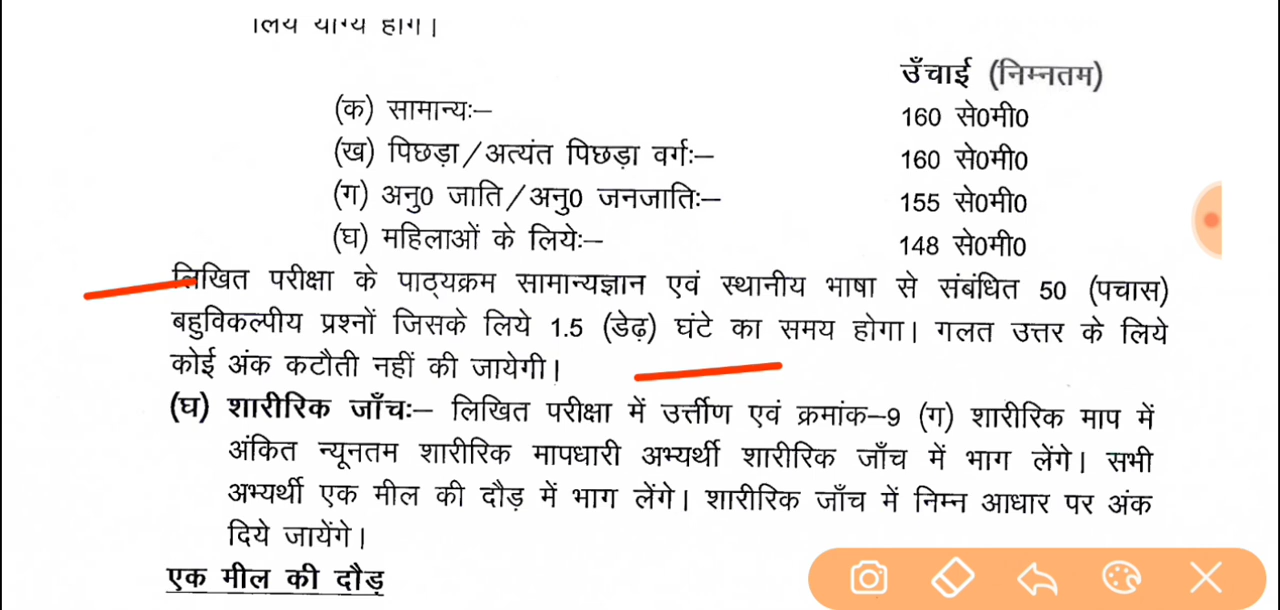 लिये योग्य होंगे।
उँचाई (निम्नतम)
(क) सामान्यः– 160 से0मी0
(ख) पिछड़ा/अत्यंत पिछड़ा वर्गः– 160 से0मी0
(ग) अनु0 जाति/अनु0 जनजातिः– 155 से0मी0
(घ) महिलाओं के लियेः– 148 से0मी0
लिखित परीक्षा के पाठ्यक्रम सामान्यज्ञान एवं स्थानीय भाषा से संबंधित 50 (पचास)
बहुविकल्पीय प्रश्नों जिसके लिये 1.5 (डेढ़) घंटे का समय होगा। गलत उत्तर के लिये
कोई अंक कटौती नहीं की जायेगी।
(घ) शारीरिक जाँचः– लिखित परीक्षा में उर्त्तीण एवं क्रमांक–9 (ग) शारीरिक माप में
अंकित न्यूनतम शारीरिक मापधारी अभ्यर्थी शारीरिक जाँच में भाग लेंगे। सभी
अभ्यर्थी एक मील की दौड़ में भाग लेंगे। शारीरिक जाँच में निम्न आधार पर अंक
दिये जायेंगे।
एक मील की दौड़